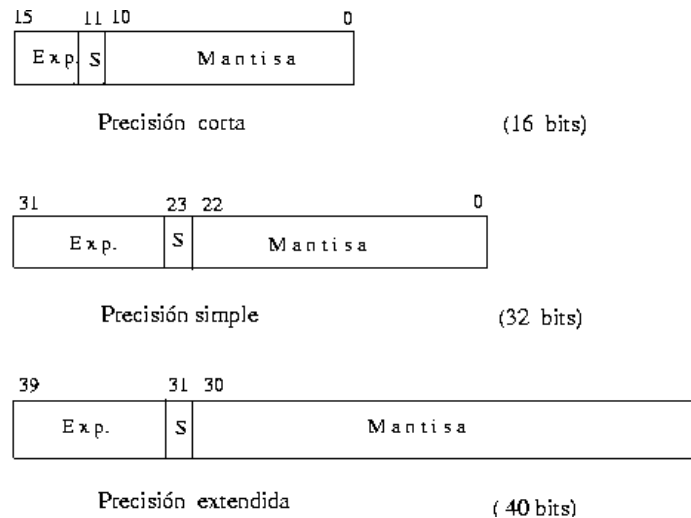 15 11 10 0
Exp. S Mantisa
Precisión corta (16 bits)
31 23 22 0
Exp. S Mantisa
Precisión simple (32 bits)
39 31 30
Exp. S Mantisa
Precisión extendida (40 bits)